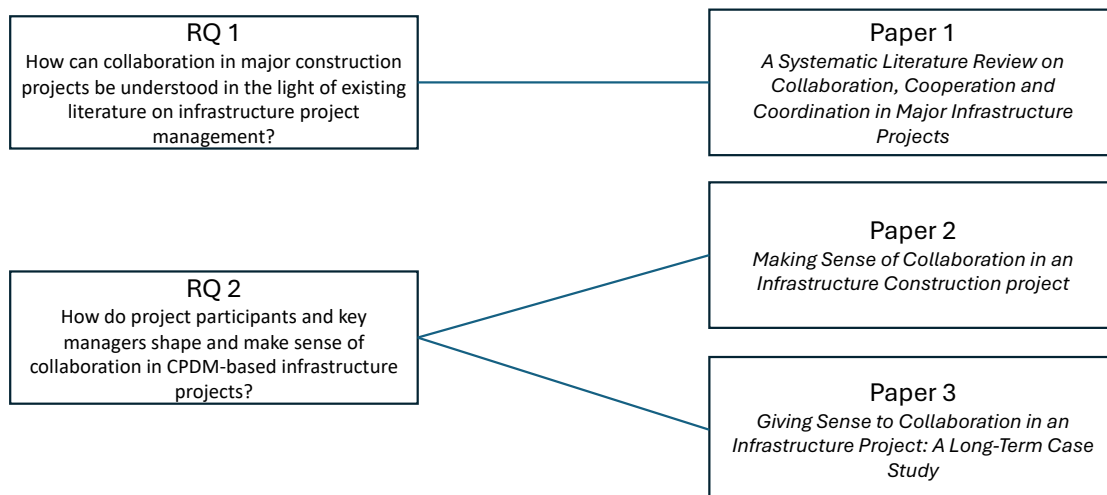 RQ 1
How can collaboration in major construction
projects be understood in the light of existing
literature on infrastructure project
management?
Paper 1
A Systematic Literature Review on
Collaboration, Cooperation and
Coordination in Major Infrastructure
Projects
RQ 2
How do project participants and key
managers shape and make sense of
collaboration in CPDM-based infrastructure
projects?
Paper 2
Making Sense of Collaboration in an
Infrastructure Construction project
Paper 3
Giving Sense to Collaboration in an
Infrastructure Project: A Long-Term Case
Study